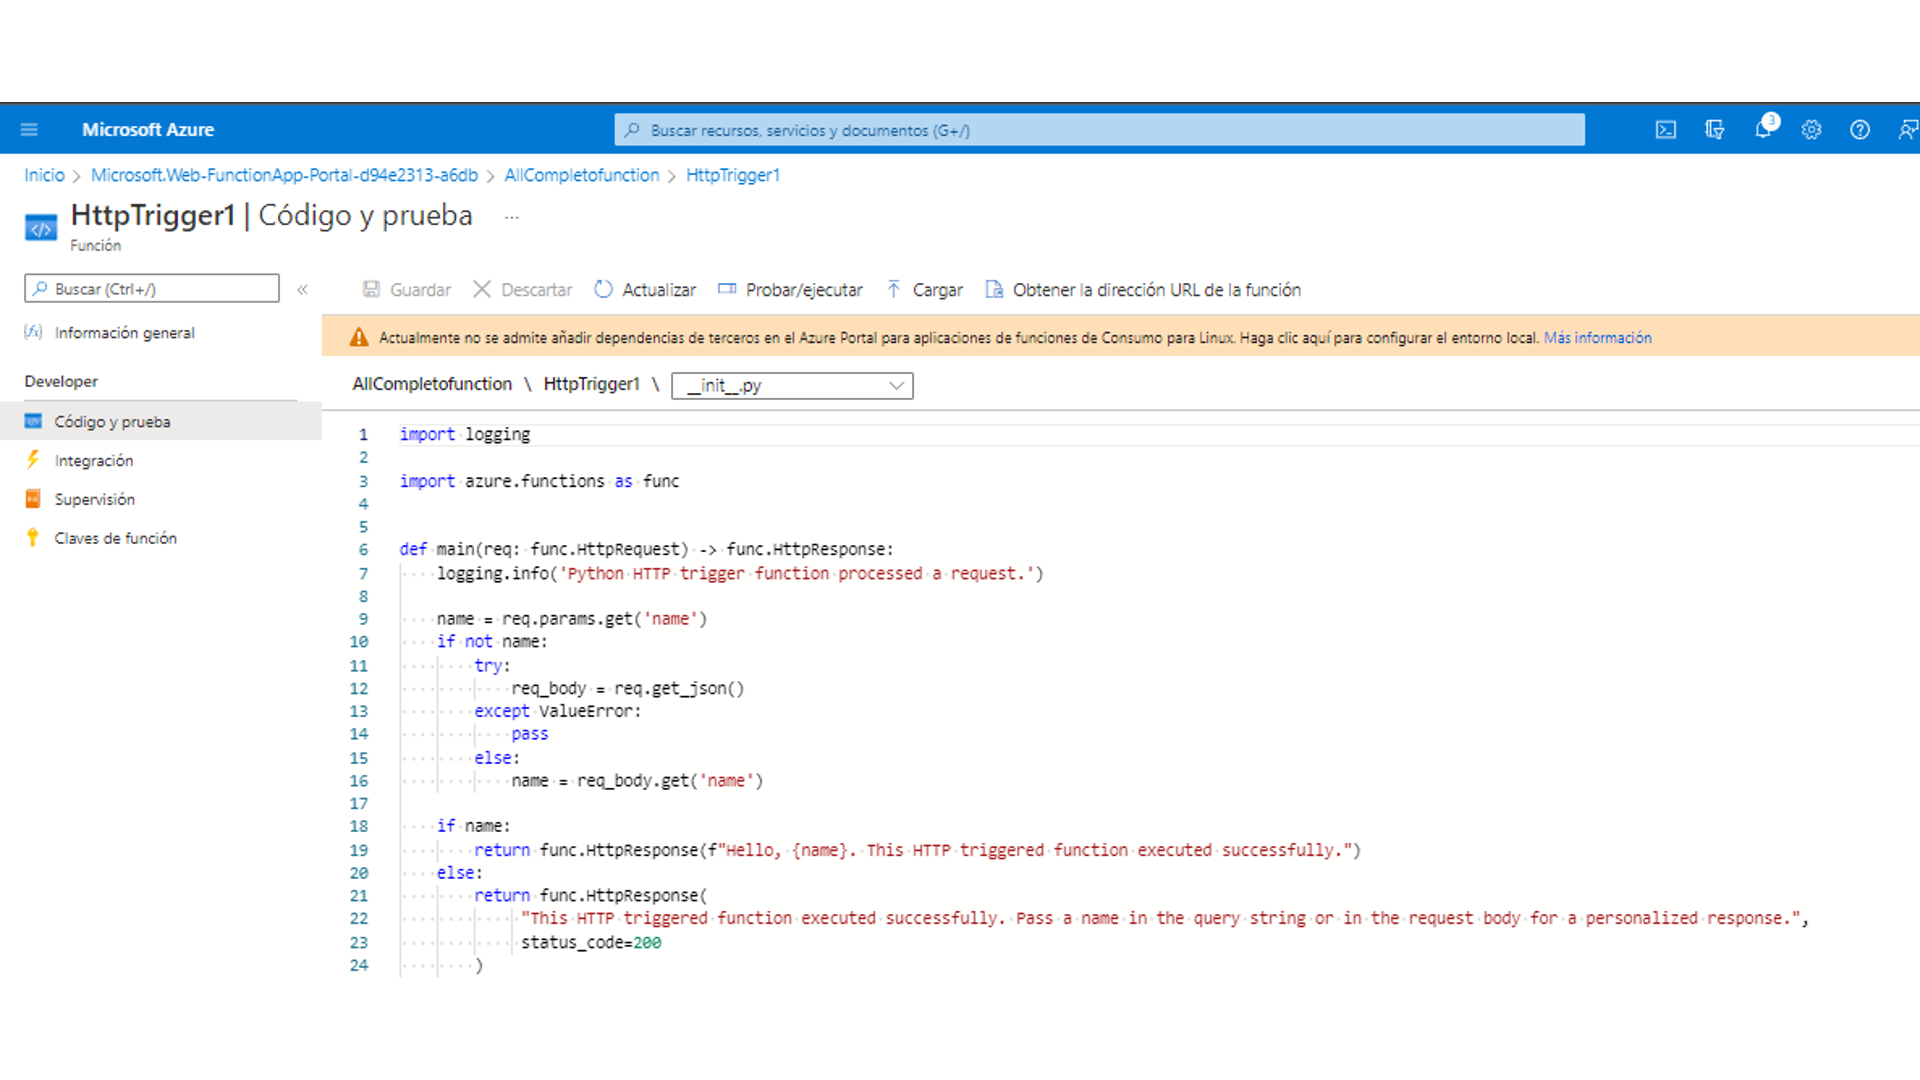 Microsoft Azure
Buscar recursos, servicios y documentos (G+/)
3
Inicio > Microsoft.Web-FunctionApp-Portal-d94e2313-a6db > AllCompletofunction > HttpTrigger1
HttpTrigger1 | Código y prueba ...
Función
Buscar (Ctrl+/)
«
Guardar Descartar Actualizar Probar/ejecutar Cargar Obtener la dirección URL de la función
Información general
Developer
Código y prueba
Integración
Supervisión
Claves de función
Actualmente no se admite añadir dependencias de terceros en el Azure Portal para aplicaciones de funciones de Consumo para Linux. Haga clic aquí para configurar el entorno local. Más información
AllCompletofunction \ HttpTrigger1 \ __init__.py
1 import logging
2
3 import azure.functions as func
4
5
6 def main(req: func.HttpRequest) -> func.HttpResponse:
7     logging.info('Python HTTP trigger function processed a request.')
8
9     name = req.params.get('name')
10     if not name:
11         try:
12             req_body = req.get_json()
13         except ValueError:
14             pass
15         else:
16             name = req_body.get('name')
17
18     if name:
19         return func.HttpResponse(f"Hello, {name}. This HTTP triggered function executed successfully.")
20     else:
21         return func.HttpResponse(
22              "This HTTP triggered function executed successfully. Pass a name in the query string or in the request body for a personalized response.",
23              status_code=200
24         )